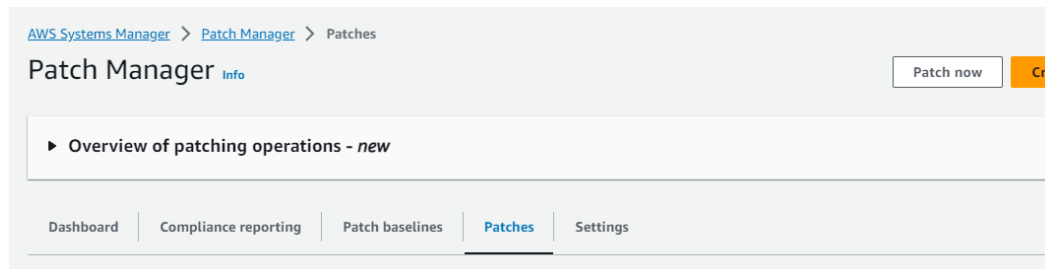 AWS Systems Manager > Patch Manager > Patches
Patch Manager Info
Patch now
Cr
Overview of patching operations - new
Dashboard Compliance reporting Patch baselines Patches Settings